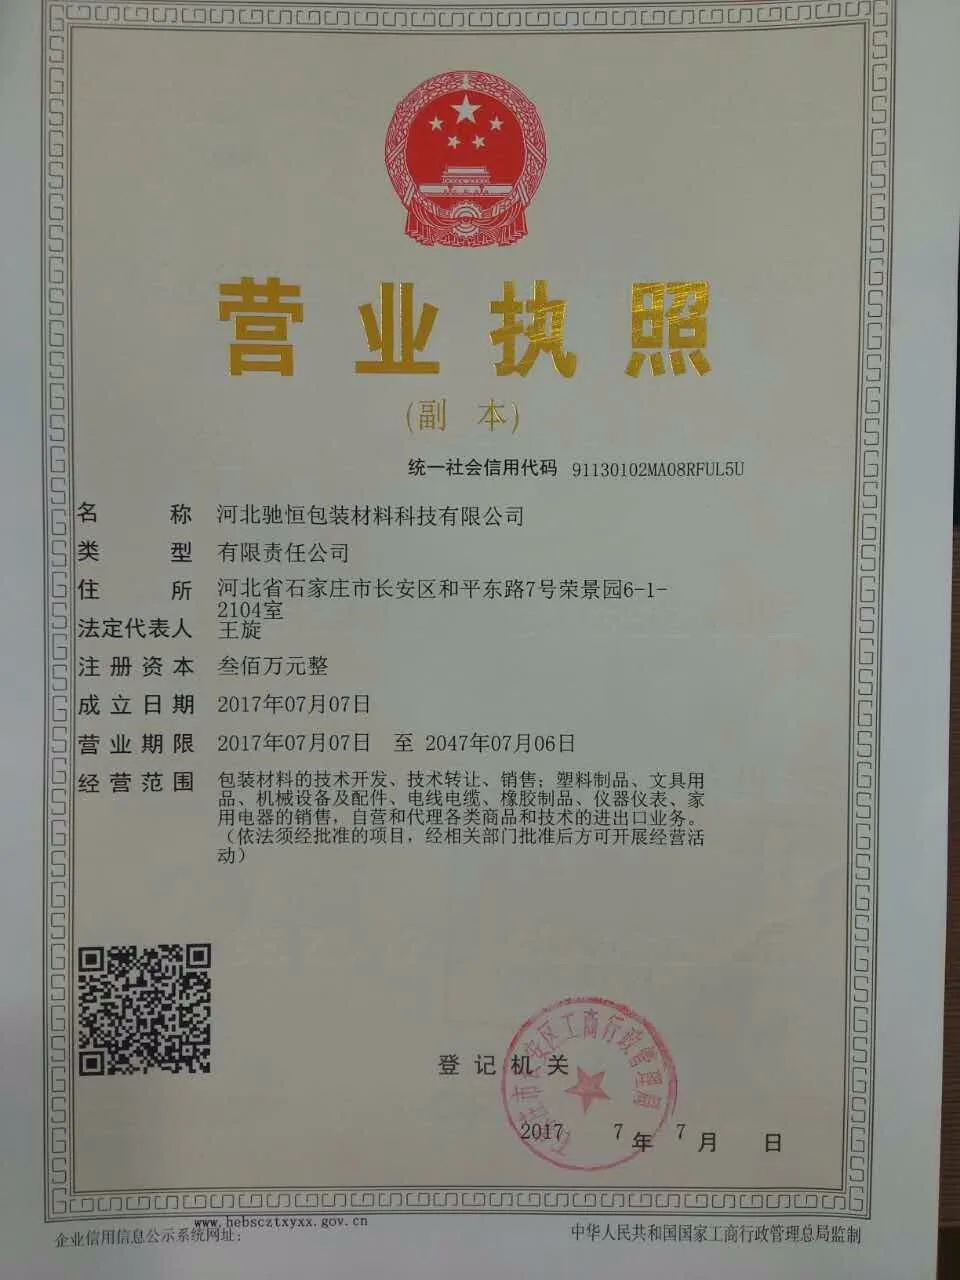 营业执照
(副 本)
统一社会信用代码 91130102MA08RFUL5U
名称 河北驰恒包装材料科技有限公司
类型 有限责任公司
住所 河北省石家庄市长安区和平东路7号荣景园6-1-
2104室
法定代表人 王旋
注册资本 叁佰万元整
成立日期 2017年07月07日
营业期限 2017年07月07日 至 2047年07月06日
经营范围 包装材料的技术开发、技术转让、销售；塑料制品、文具用
品、机械设备及配件、电线电缆、橡胶制品、仪器仪表、家
用电器的销售，自营和代理各类商品和技术的进出口业务。
（依法须经批准的项目，经相关部门批准后方可开展经营活
动）
登记机关
市长安区工商行政管理局
2017 7年 7月 日
www.hebscztxyxx.gov.cn
企业信用信息公示系统网址：
中华人民共和国国家工商行政管理总局监制